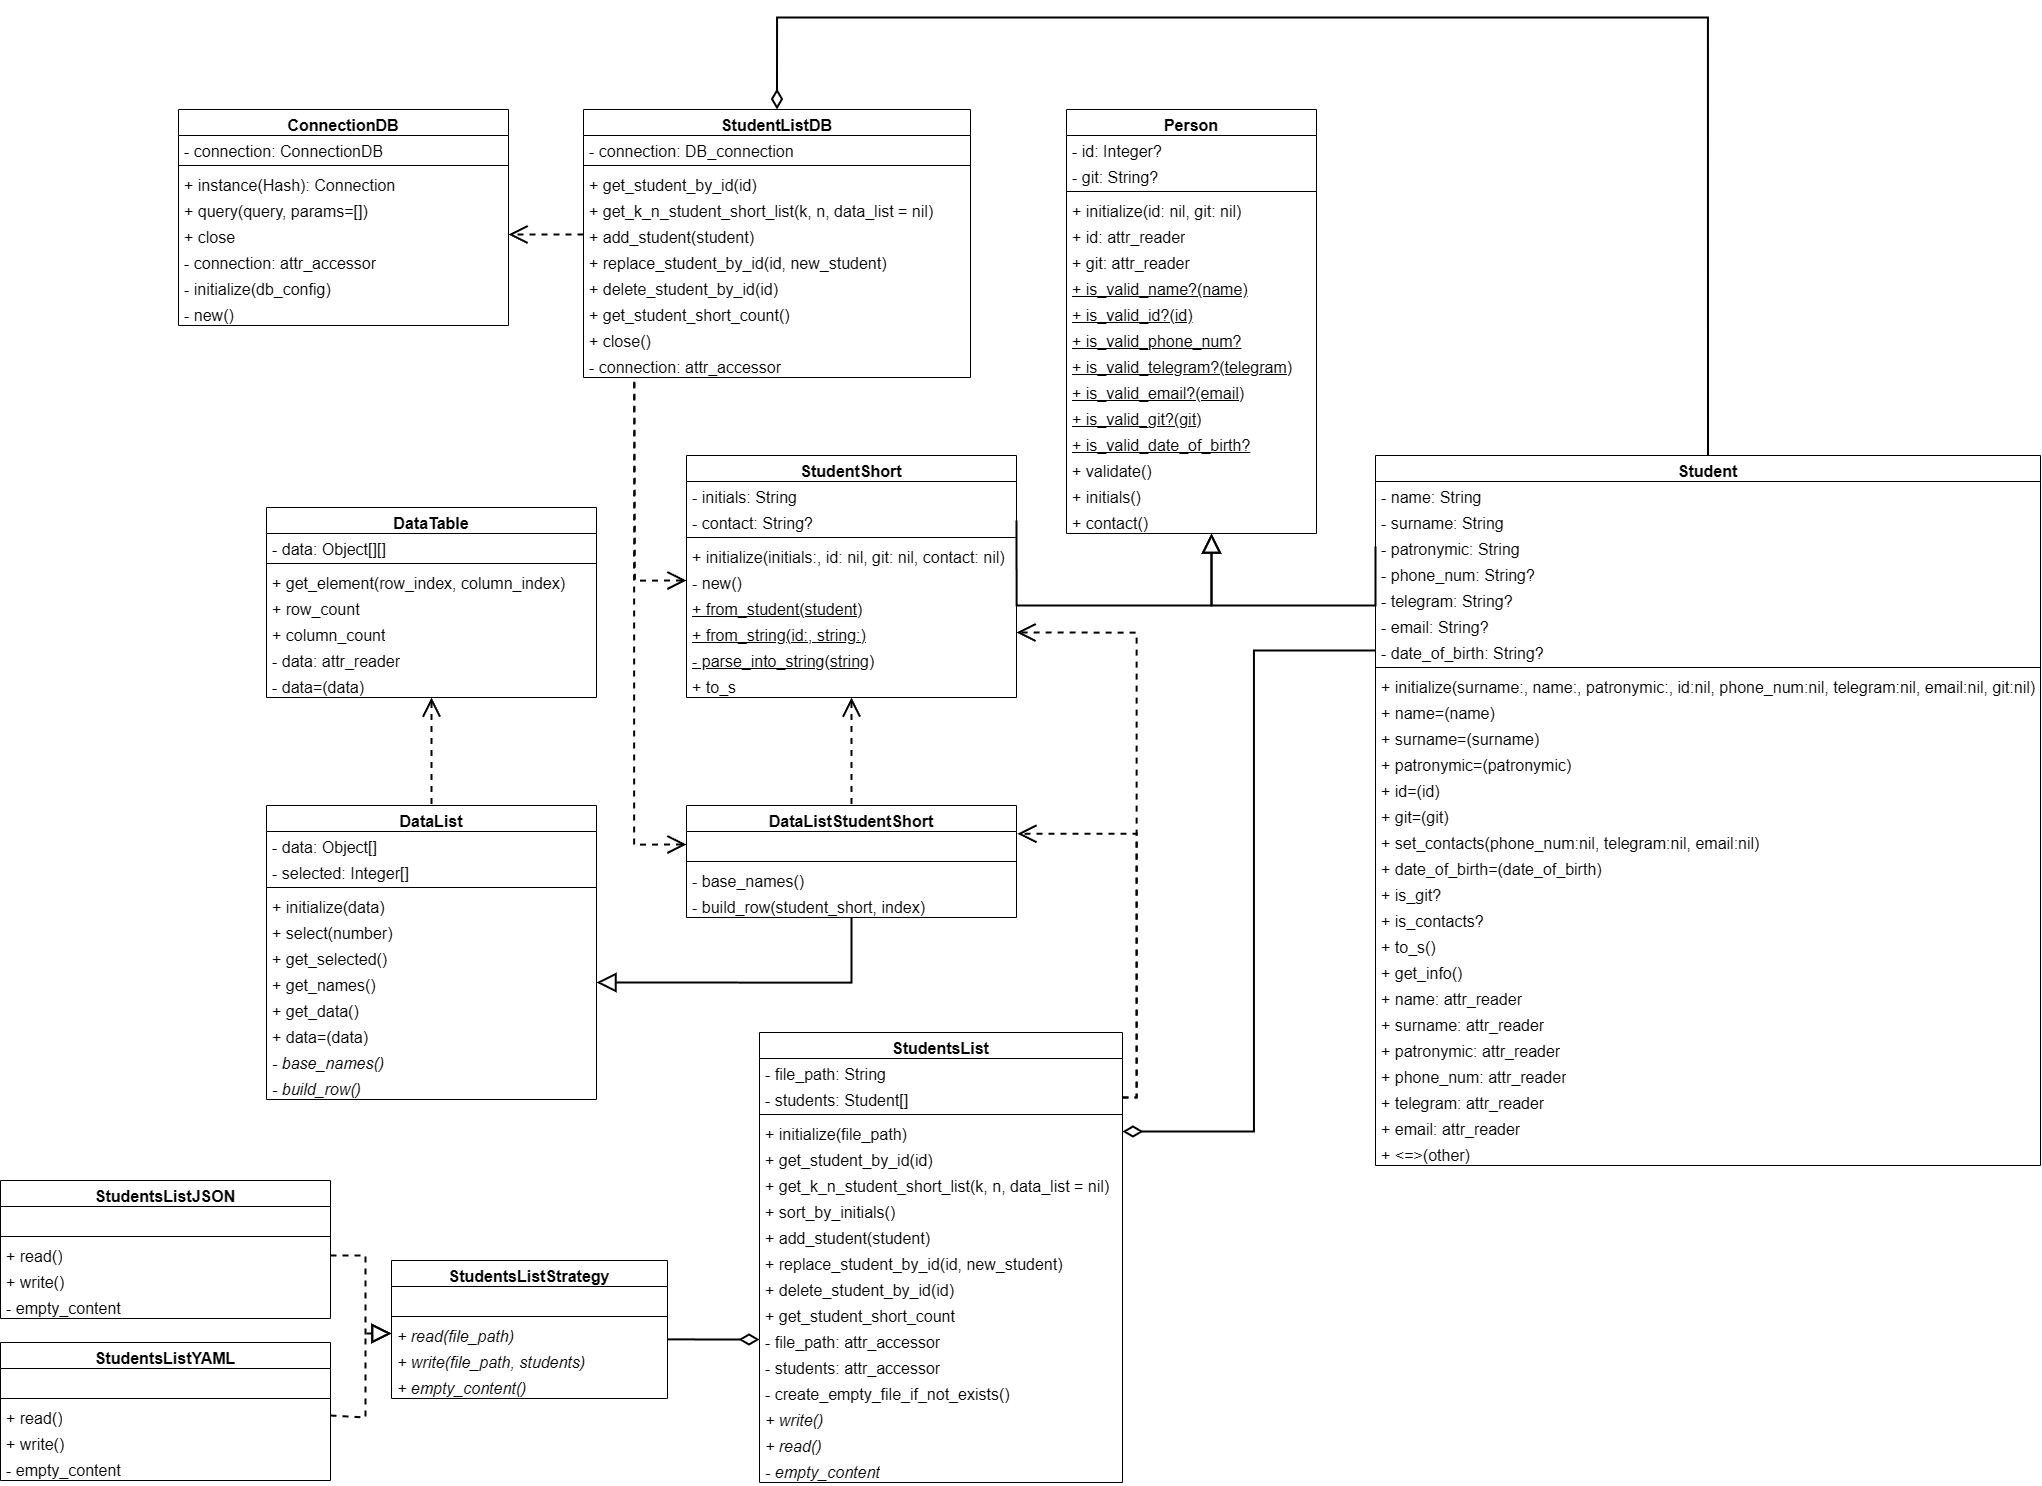 ConnectionDB
- connection: ConnectionDB
+ instance(Hash): Connection
+ query(query, params=[])
+ close
- connection: attr_accessor
- initialize(db_config)
- new()
StudentListDB
- connection: DB_connection
+ get_student_by_id(id)
+ get_k_n_student_short_list(k, n, data_list = nil)
+ add_student(student)
+ replace_student_by_id(id, new_student)
+ delete_student_by_id(id)
+ get_student_short_count()
+ close()
- connection: attr_accessor
Person
- id: Integer?
- git: String?
+ initialize(id: nil, git: nil)
+ id: attr_reader
+ git: attr_reader
+ is_valid_name?(name)
+ is_valid_id?(id)
+ is_valid_phone_num?
+ is_valid_telegram?(telegram)
+ is_valid_email?(email)
+ is_valid_git?(git)
+ is_valid_date_of_birth?
+ validate()
+ initials()
+ contact()
StudentShort
- initials: String
- contact: String?
+ initialize(initials:, id: nil, git: nil, contact: nil)
- new()
+ from_student(student)
+ from_string(id:, string:)
- parse_into_string(string)
+ to_s
Student
- name: String
- surname: String
- patronymic: String
- phone_num: String?
- telegram: String?
- email: String?
- date_of_birth: String?
+ initialize(surname:, name:, patronymic:, id:nil, phone_num:nil, telegram:nil, email:nil, git:nil)
+ name=(name)
+ surname=(surname)
+ patronymic=(patronymic)
+ id=(id)
+ git=(git)
+ set_contacts(phone_num:nil, telegram:nil, email:nil)
+ date_of_birth=(date_of_birth)
+ is_git?
+ is_contacts?
+ to_s()
+ get_info()
+ name: attr_reader
+ surname: attr_reader
+ patronymic: attr_reader
+ phone_num: attr_reader
+ telegram: attr_reader
+ email: attr_reader
+ <=>(other)
DataTable
- data: Object[][]
+ get_element(row_index, column_index)
+ row_count
+ column_count
- data: attr_reader
- data=(data)
DataList
- data: Object[]
- selected: Integer[]
+ initialize(data)
+ select(number)
+ get_selected()
+ get_names()
+ get_data()
+ data=(data)
- base_names()
- build_row()
DataListStudentShort
- base_names()
- build_row(student_short, index)
StudentsList
- file_path: String
- students: Student[]
+ initialize(file_path)
+ get_student_by_id(id)
+ get_k_n_student_short_list(k, n, data_list = nil)
+ sort_by_initials()
+ add_student(student)
+ replace_student_by_id(id, new_student)
+ delete_student_by_id(id)
+ get_student_short_count
- file_path: attr_accessor
- students: attr_accessor
- create_empty_file_if_not_exists()
+ write()
+ read()
- empty_content
StudentsListJSON
+ read()
+ write()
- empty_content
StudentsListStrategy
+ read(file_path)
+ write(file_path, students)
+ empty_content()
StudentsListYAML
+ read()
+ write()
- empty_content